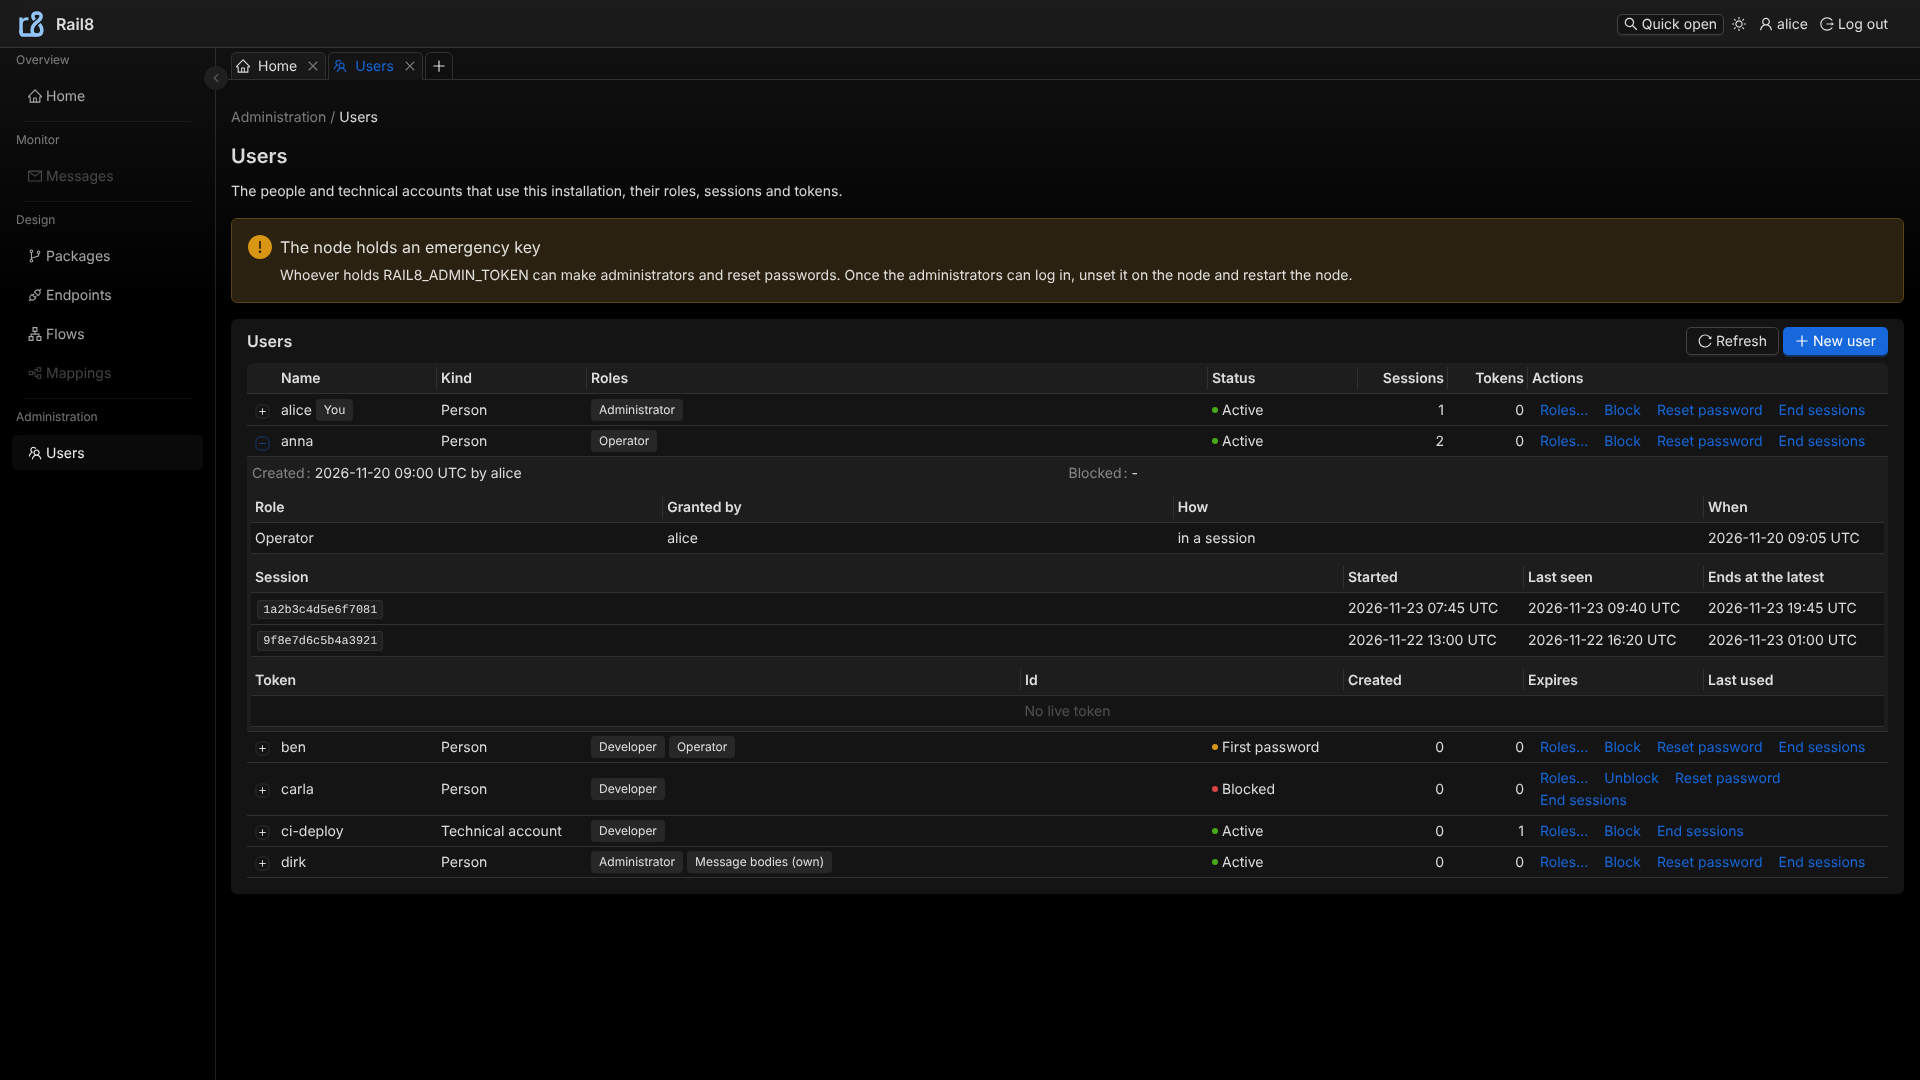 r8 Rail8
Quick open alice Log out
Overview
Home
Monitor
Messages
Design
Packages
Endpoints
Flows
Mappings
Administration
Users
Home Users
Administration / Users
Users
The people and technical accounts that use this installation, their roles, sessions and tokens.
The node holds an emergency key
Whoever holds RAIL8_ADMIN_TOKEN can make administrators and reset passwords. Once the administrators can log in, unset it on the node and restart the node.
Users Refresh New user
Name Kind Roles Status Sessions Tokens Actions
alice You Person Administrator Active 1 0 Roles... Block Reset password End sessions
anna Person Operator Active 2 0 Roles... Block Reset password End sessions
Created: 2026-11-20 09:00 UTC by alice Blocked: -
Role Granted by How When
Operator alice in a session 2026-11-20 09:05 UTC
Session Started Last seen Ends at the latest
1a2b3c4d5e6f7081 2026-11-23 07:45 UTC 2026-11-23 09:40 UTC 2026-11-23 19:45 UTC
9f8e7d6c5b4a3921 2026-11-22 13:00 UTC 2026-11-22 16:20 UTC 2026-11-23 01:00 UTC
Token Id Created Expires Last used
No live token
ben Person Developer Operator First password 0 0 Roles... Block Reset password End sessions
carla Person Developer Blocked 0 0 Roles... Unblock Reset password
End sessions
ci-deploy Technical account Developer Active 0 1 Roles... Block End sessions
dirk Person Administrator Message bodies (own) Active 0 0 Roles... Block Reset password End sessions